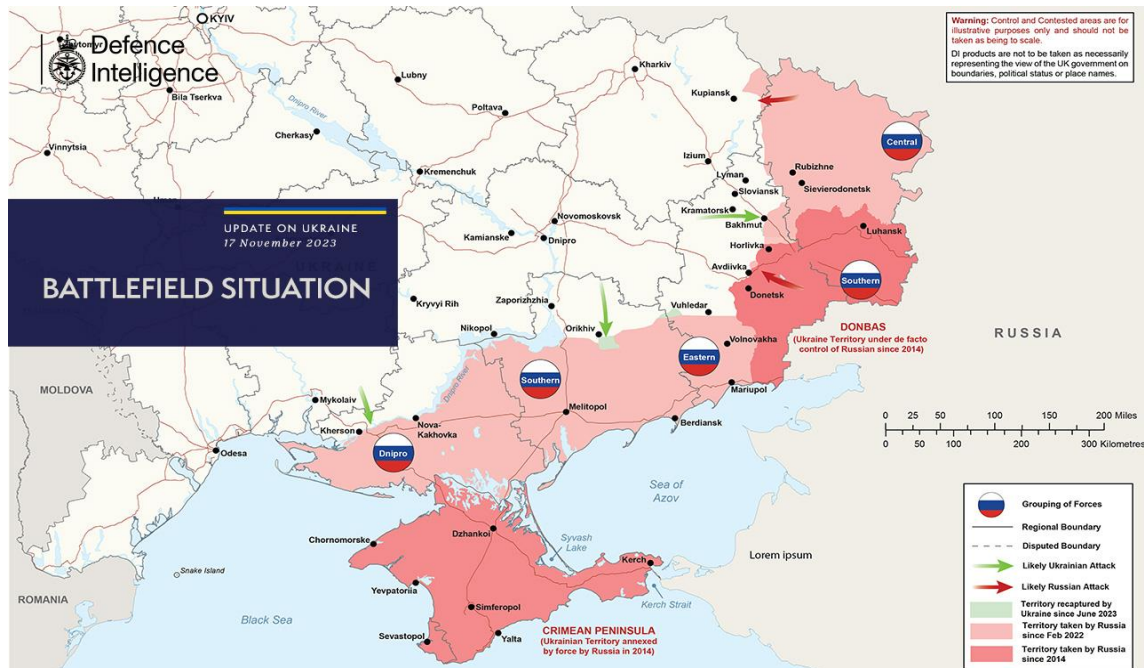 KYIV
Defence
Intelligence
Bila Tserkva
Vinnytsia
Cherkasy
Dnipro River
Lubny
Poltava
Kremenchuk
Kharkiv
Kupiansk
Izium
Lyman
Sloviansk
Kramatorsk
Bakhmut
Rubizhne
Sievierodonetsk
Central
Luhansk
Horlivka
Avdiivka
Donetsk
Southern
Novomoskovsk
Kamianske
Dnipro
Warning: Control and Contested areas are for
illustrative purposes only and should not be
taken as being to scale.
DI products are not to be taken as necessarily
representing the view of the UK government on
boundaries, political status or place names.
UPDATE ON UKRAINE
17 November 2023
BATTLEFIELD SITUATION
Kryvyi Rih
Zaporizhzhia
Nikopol
Orikhiv
Vuhledar
Volnovakha
Eastern
Southern
Dnipro River
DONBAS
(Ukraine Territory under de facto
control of Russian since 2014)
RUSSIA
MOLDOVA
Mykolaiv
Kherson
Nova-
Kakhovka
Dnipro
Melitopol
Mariupol
Berdiansk
Odesa
0 25 50 100 150 200 Miles
0 50 100 200 300 Kilometres
Sea of
Azov
Syvash
Lake
Chornomorske
Dzhankoi
Kerch
Kerch Strait
Lorem ipsum
Snake Island
ROMANIA
Black Sea
Yevpatoriia
Simferopol
Sevastopol
Yalta
CRIMEAN PENINSULA
(Ukrainian Territory annexed
by force by Russia in 2014)
Grouping of Forces
Regional Boundary
Disputed Boundary
Likely Ukrainian Attack
Likely Russian Attack
Territory recaptured by
Ukraine since June 2023
Territory taken by Russia
since Feb 2022
Territory taken by Russia
since 2014